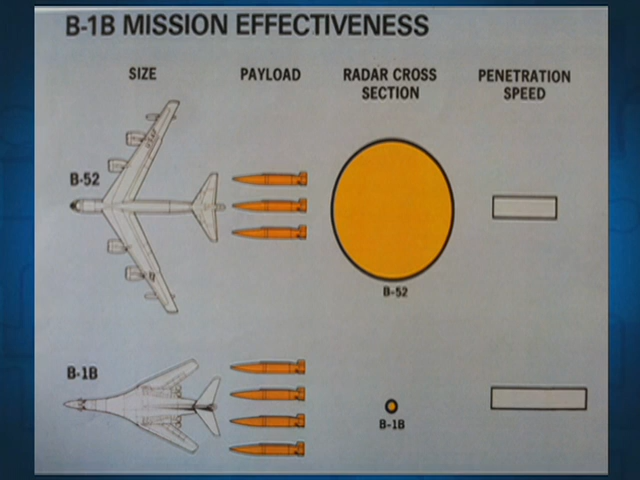 B-1B MISSION EFFECTIVENESS
SIZE
PAYLOAD
RADAR CROSS
SECTION
PENETRATION
SPEED
B-52
B-52
B-1B
B-1B